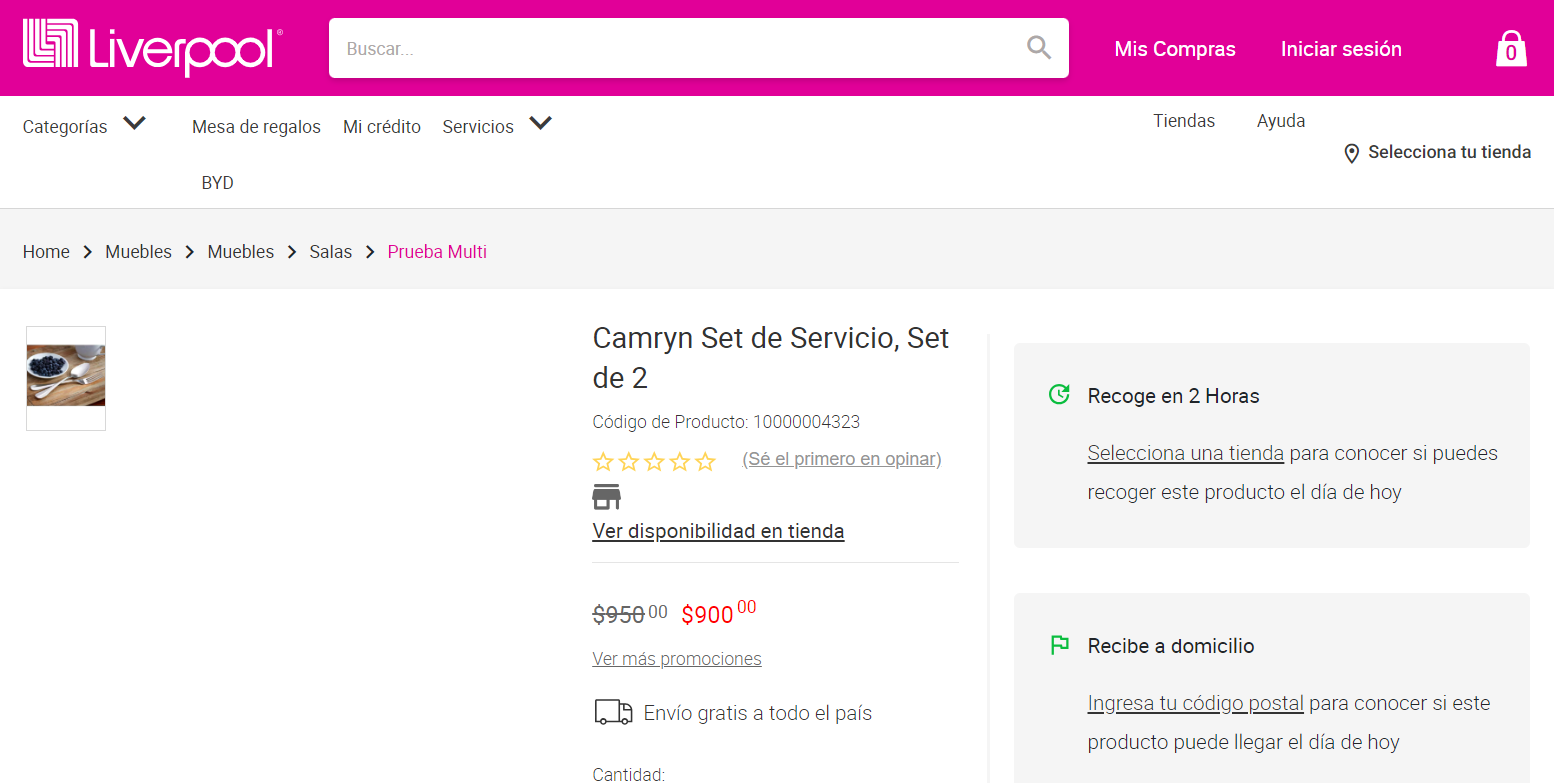 Liverpool®
Buscar...
Mis Compras
Iniciar sesión
0
Categorías
Mesa de regalos
Mi crédito
Servicios
Tiendas
Ayuda
Selecciona tu tienda
BYD
Home > Muebles > Muebles > Salas > Prueba Multi
Camryn Set de Servicio, Set
de 2
Código de Producto: 10000004323
(Sé el primero en opinar)
Ver disponibilidad en tienda
$950 00 $900 00
Ver más promociones
Envío gratis a todo el país
Cantidad:
Recoge en 2 Horas
Selecciona una tienda para conocer si puedes
recoger este producto el día de hoy
Recibe a domicilio
Ingresa tu código postal para conocer si este
producto puede llegar el día de hoy